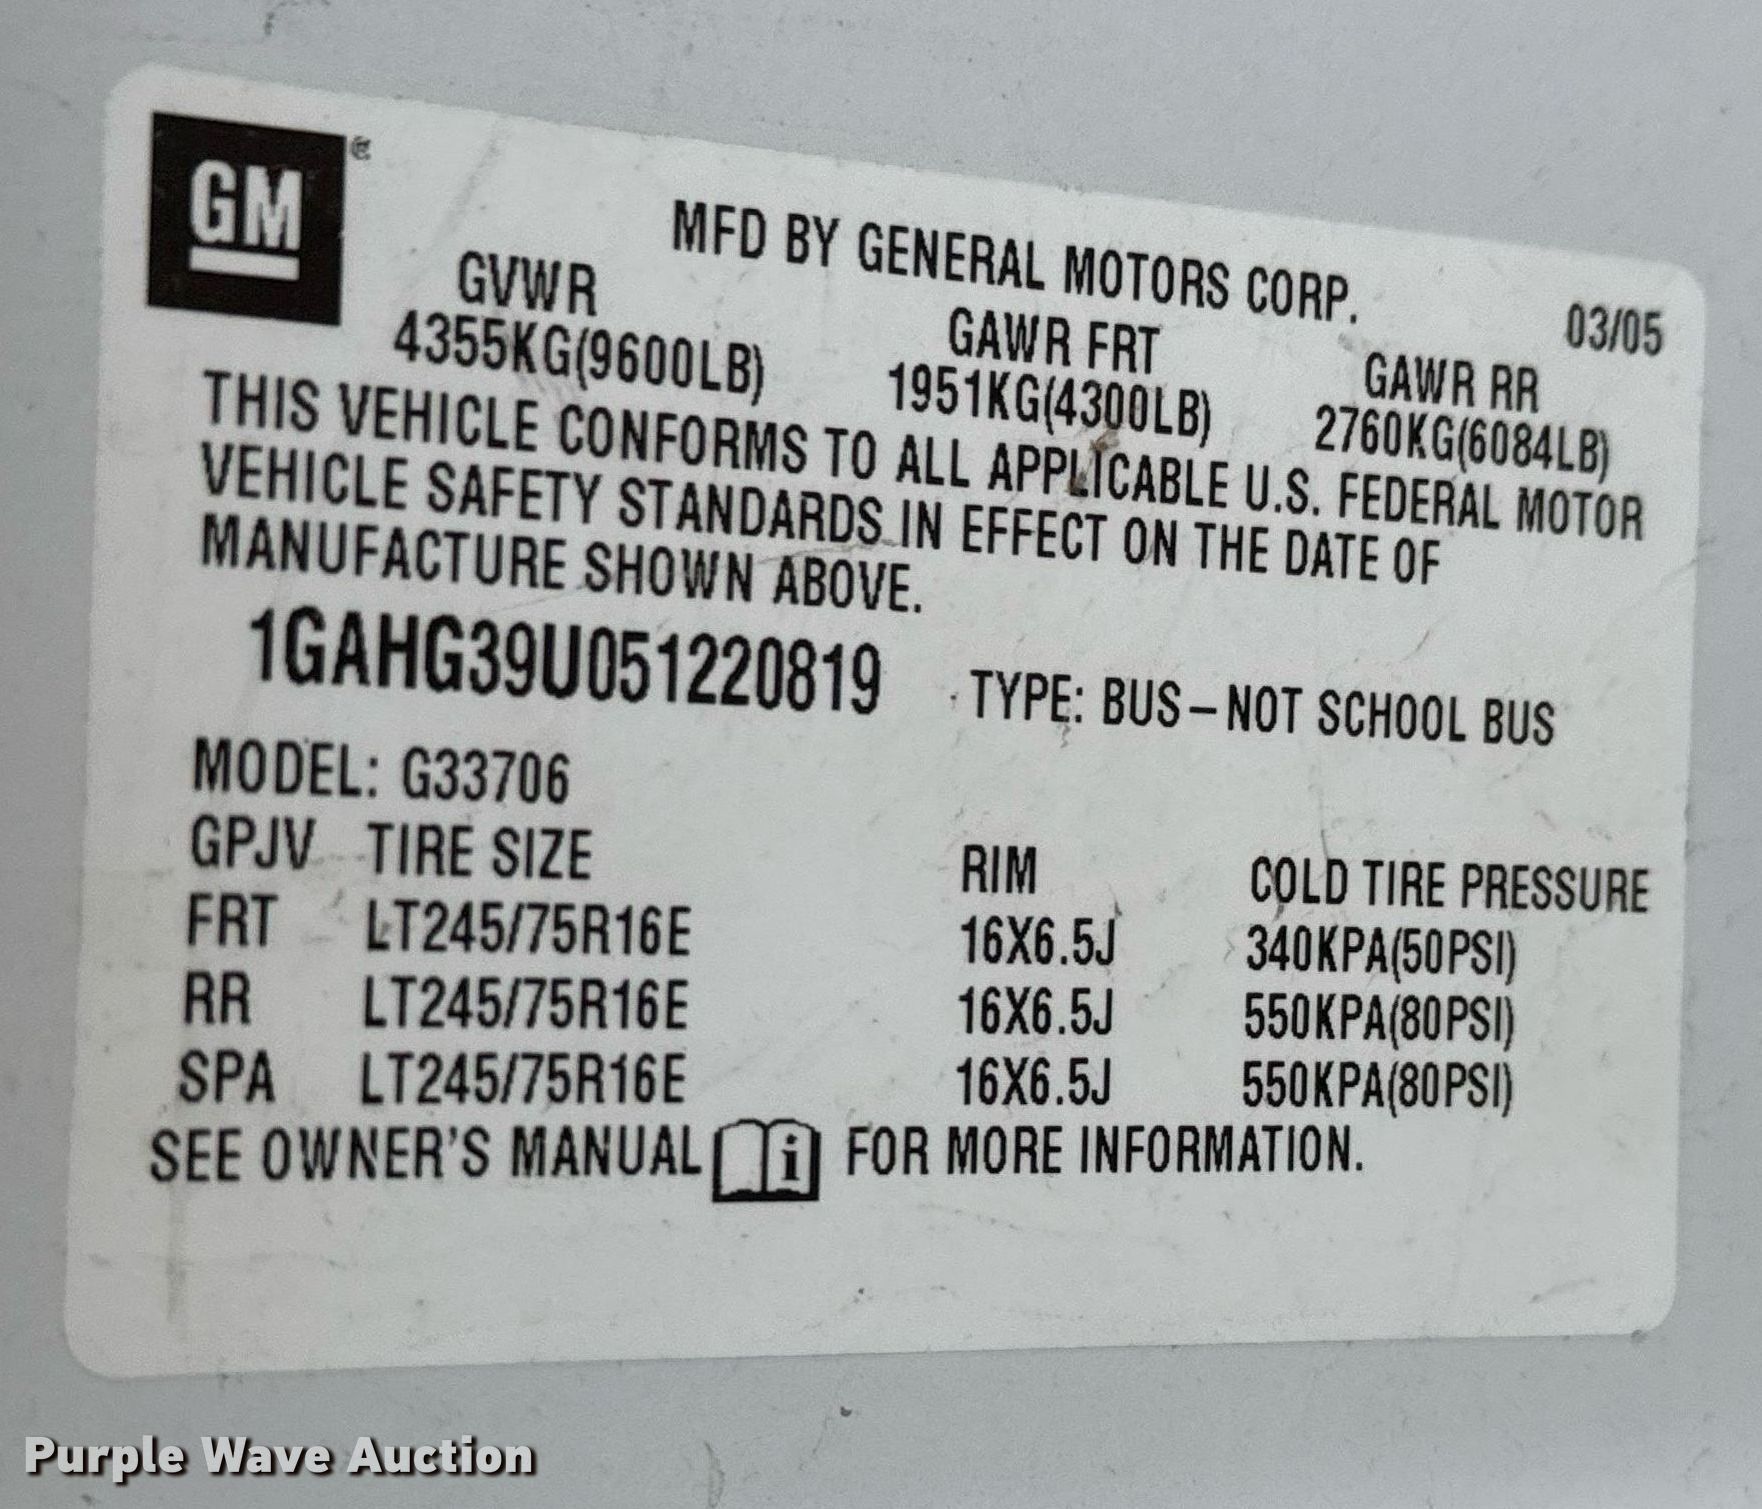 GM®
MFD BY GENERAL MOTORS CORP.
03/05
GVWR GAWR FRT GAWR RR
4355KG(9600LB) 1951KG(4300LB) 2760KG(6084LB)
THIS VEHICLE CONFORMS TO ALL APPLICABLE U.S. FEDERAL MOTOR
VEHICLE SAFETY STANDARDS IN EFFECT ON THE DATE OF
MANUFACTURE SHOWN ABOVE.
1GAHG39U051220819 TYPE: BUS–NOT SCHOOL BUS
MODEL: G33706
GPJV TIRE SIZE RIM COLD TIRE PRESSURE
FRT LT245/75R16E 16X6.5J 340KPA(50PSI)
RR LT245/75R16E 16X6.5J 550KPA(80PSI)
SPA LT245/75R16E 16X6.5J 550KPA(80PSI)
SEE OWNER'S MANUAL i FOR MORE INFORMATION.
Purple Wave Auction